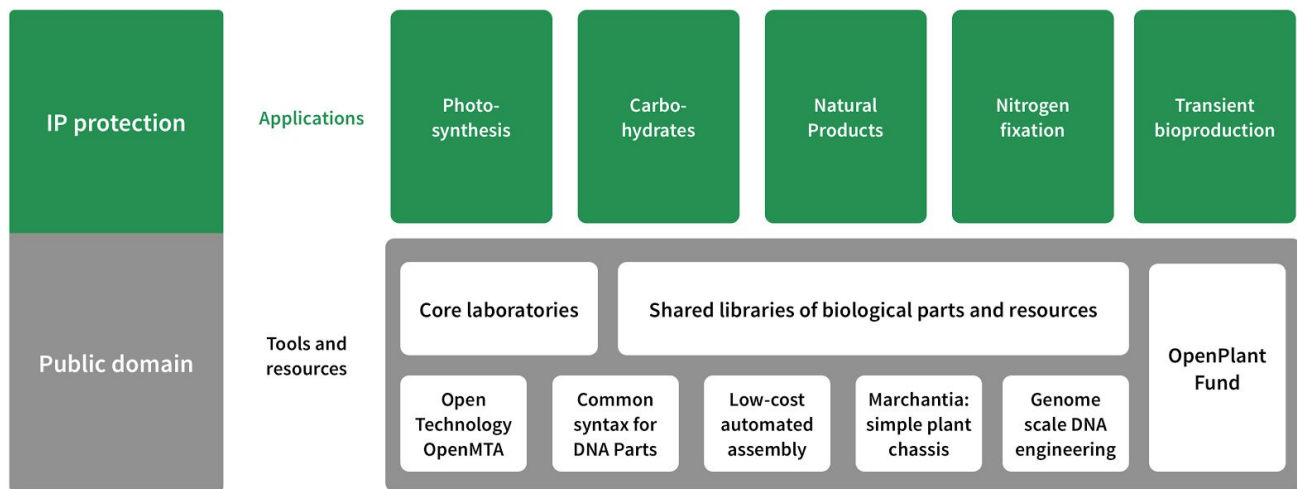 IP protection
Applications
Photo-
synthesis
Carbo-
hydrates
Natural
Products
Nitrogen
fixation
Transient
bioproduction
Public domain
Tools and
resources
Core laboratories
Shared libraries of biological parts and resources
OpenPlant
Fund
Open
Technology
OpenMTA
Common
syntax for
DNA Parts
Low-cost
automated
assembly
Marchantia:
simple plant
chassis
Genome
scale DNA
engineering